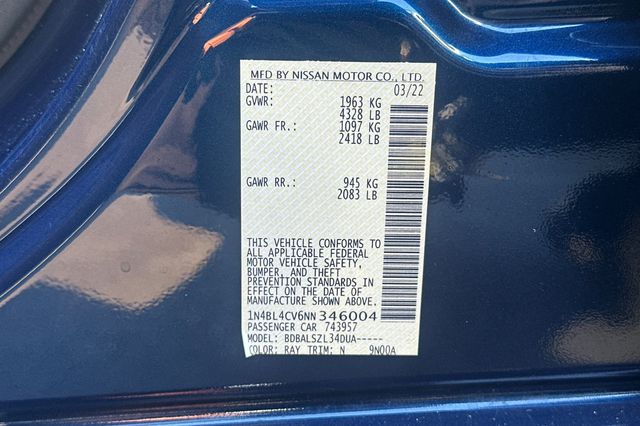 MFD BY NISSAN MOTOR CO., LTD.
DATE: 03/22
GVWR: 1963 KG
4328 LB
GAWR FR.: 1097 KG
2418 LB
GAWR RR.: 945 KG
2083 LB
THIS VEHICLE CONFORMS TO
ALL APPLICABLE FEDERAL
MOTOR VEHICLE SAFETY,
BUMPER, AND THEFT
PREVENTION STANDARDS IN
EFFECT ON THE DATE OF
MANUFACTURE SHOWN ABOVE.
1N4BL4CV6NN 346004
PASSENGER CAR 743957
MODEL: BDBALSZL34DUA-----
COLOR: RAY TRIM: N 9N00A